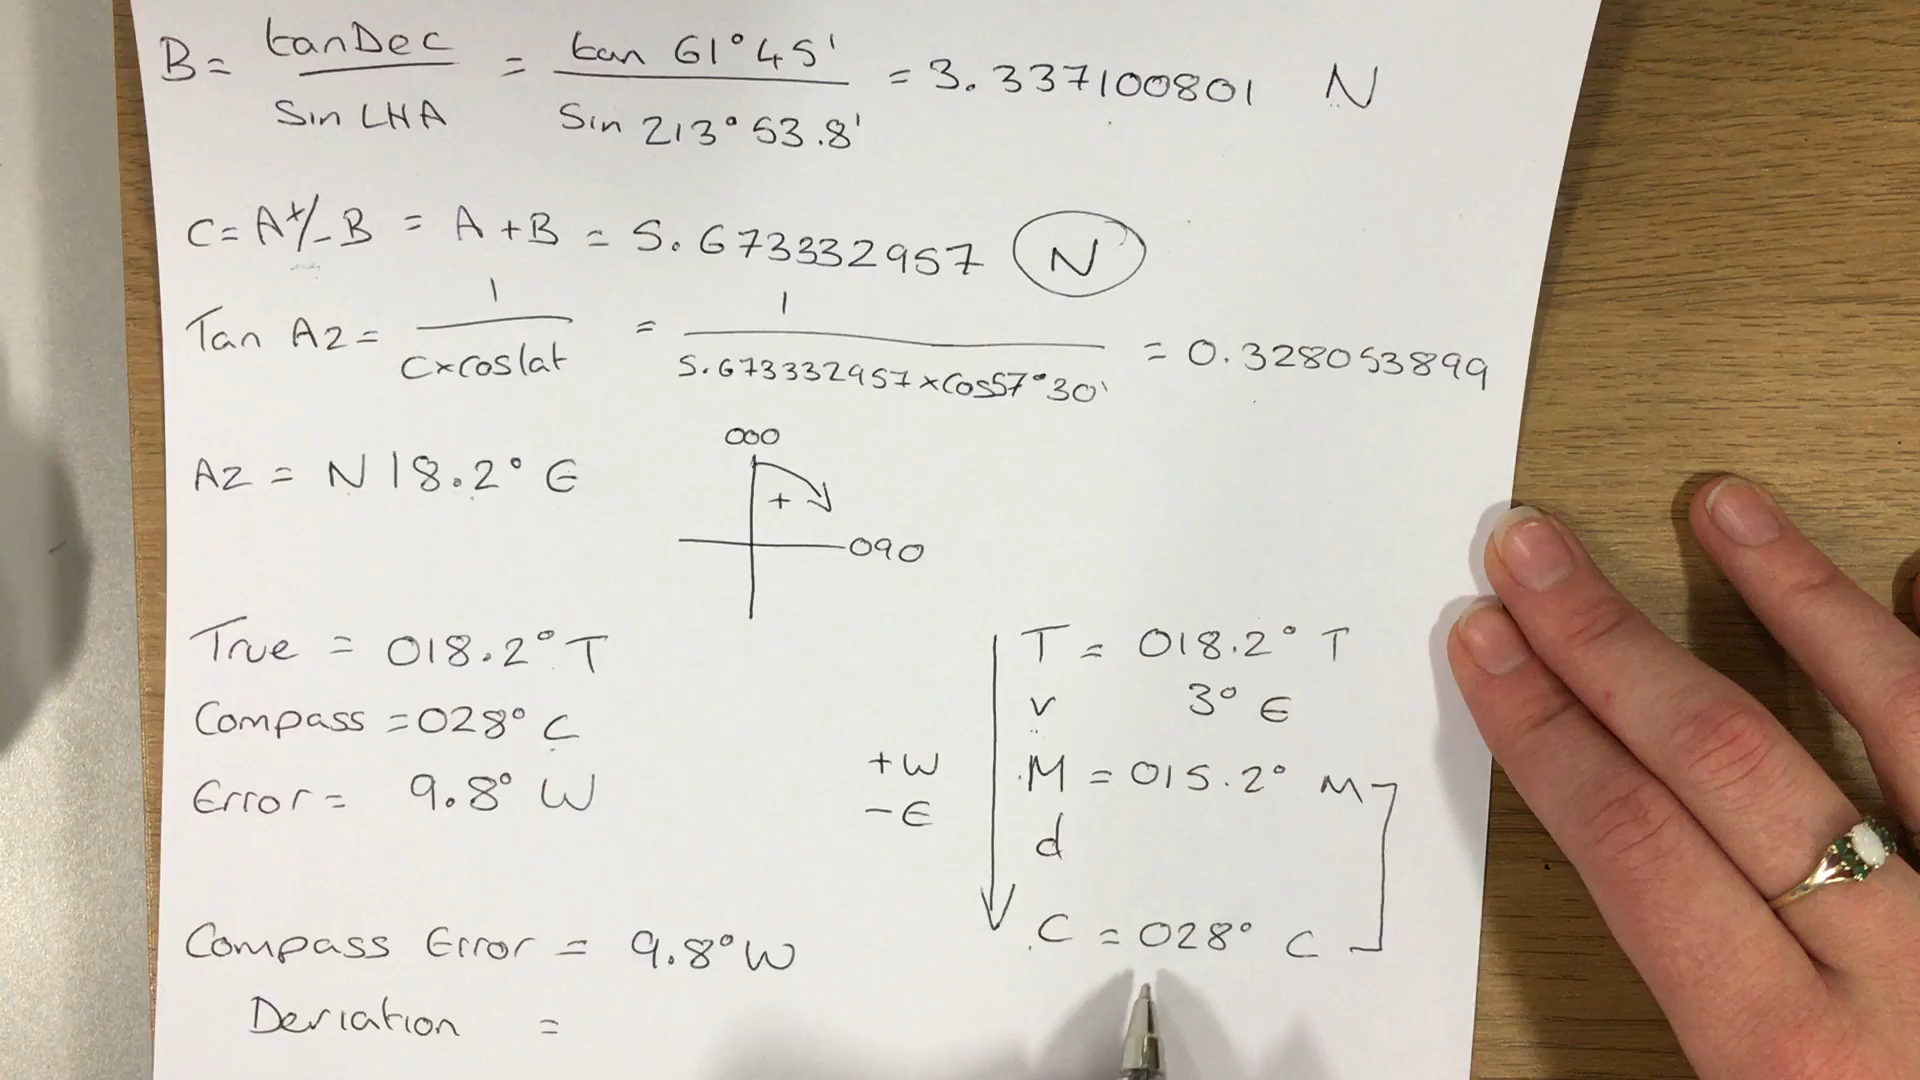 B = tanDec / Sin LHA = tan 61°45' / Sin 213°53.8' = 3.337100801 N
C = A+/-B = A + B = 5.673332957 N
Tan AZ = 1 / C×cos lat = 1 / 5.673332957 × Cos57°30' = 0.328053899
AZ = N 18.2° E
000
+
090
True = 018.2° T
Compass = 028° C
Error = 9.8° W
Compass Error = 9.8° W
Deviation =
+W
-E
T = 018.2° T
v 3° E
M = 015.2° M
d
C = 028° C